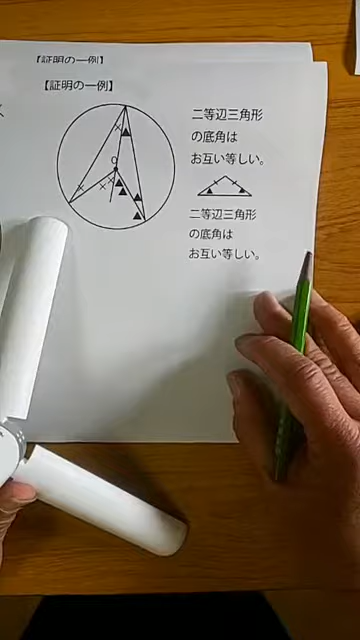 【証明の一例】
【証明の一例】
O
二等辺三角形
の底角は
お互い等しい。
二等辺三角形
の底角は
お互い等しい。